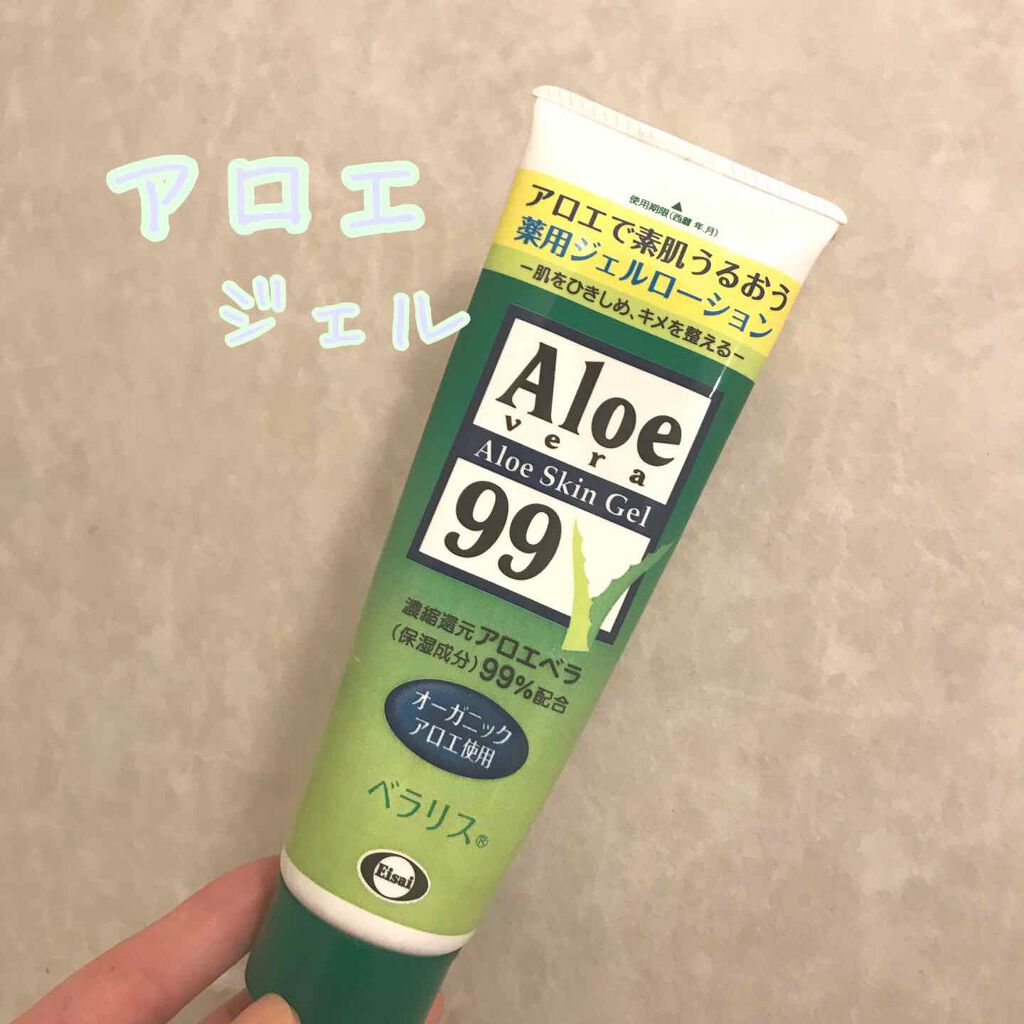 アロエ
ジェル
使用期限(西暦 年.月)
アロエで素肌うるおう
薬用ジェルローション
−肌をひきしめ、キメを整える−
Aloe
vera
Aloe Skin Gel
99
濃縮還元アロエベラ
(保湿成分)99%配合
オーガニック
アロエ使用
ベラリス®
Eisai